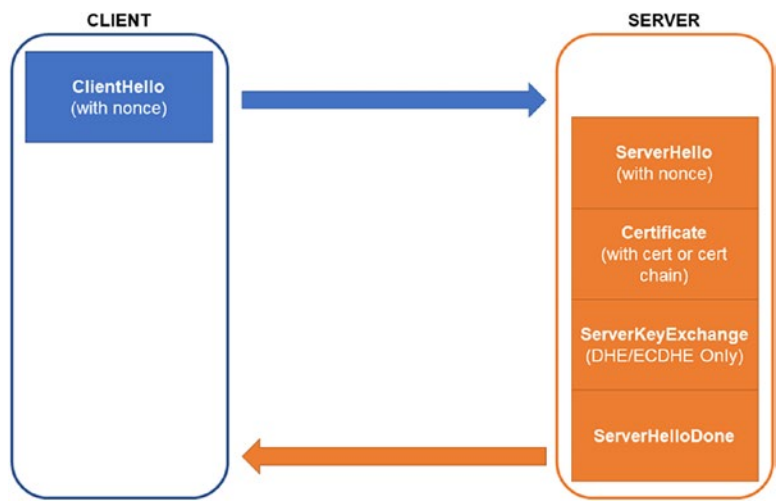 CLIENT
SERVER
ClientHello
(with nonce)
ServerHello
(with nonce)
Certificate
(with cert or cert
chain)
ServerKeyExchange
(DHE/ECDHE Only)
ServerHelloDone